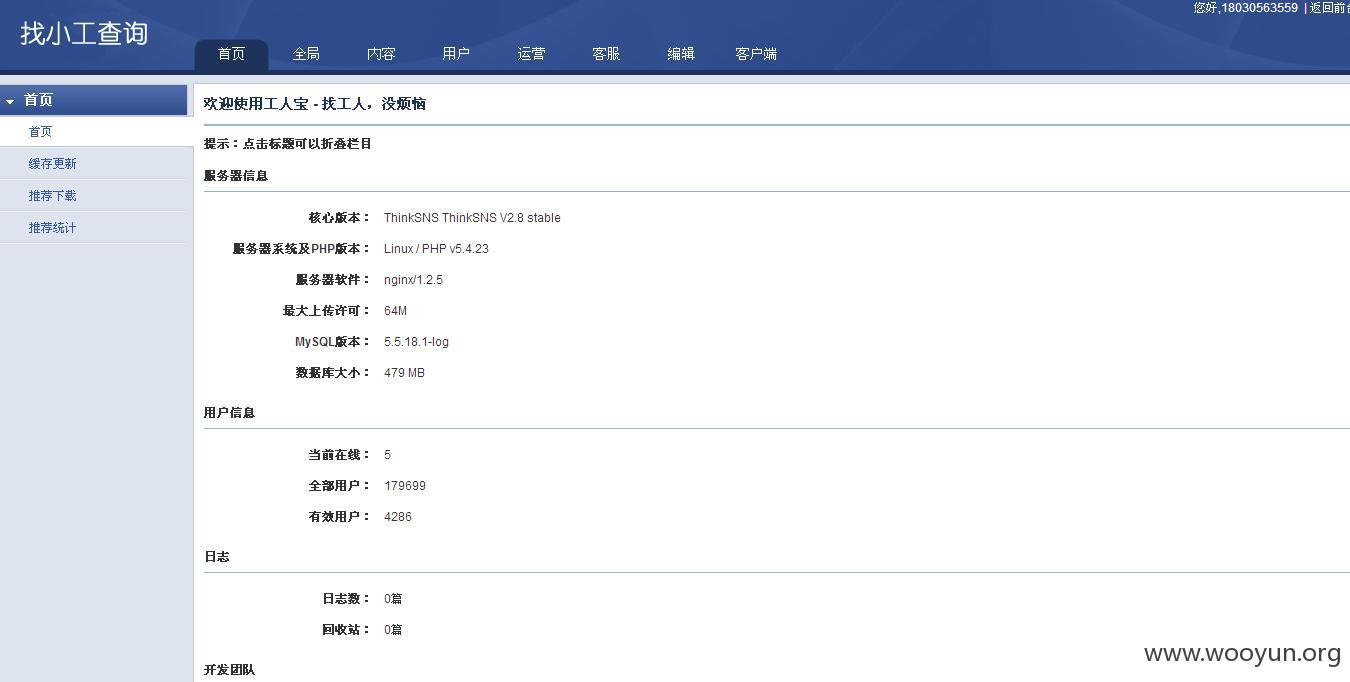 您好,18030563559 | 返回前台
找小工查询
首页 全局 内容 用户 运营 客服 编辑 客户端
首页
首页
缓存更新
推荐下载
推荐统计
欢迎使用工人宝 - 找工人，没烦恼
提示：点击标题可以折叠栏目
服务器信息
核心版本： ThinkSNS ThinkSNS V2.8 stable
服务器系统及PHP版本： Linux / PHP v5.4.23
服务器软件： nginx/1.2.5
最大上传许可： 64M
MySQL版本： 5.5.18.1-log
数据库大小： 479 MB
用户信息
当前在线： 5
全部用户： 179699
有效用户： 4286
日志
日志数： 0篇
回收站： 0篇
开发团队
www.wooyun.org